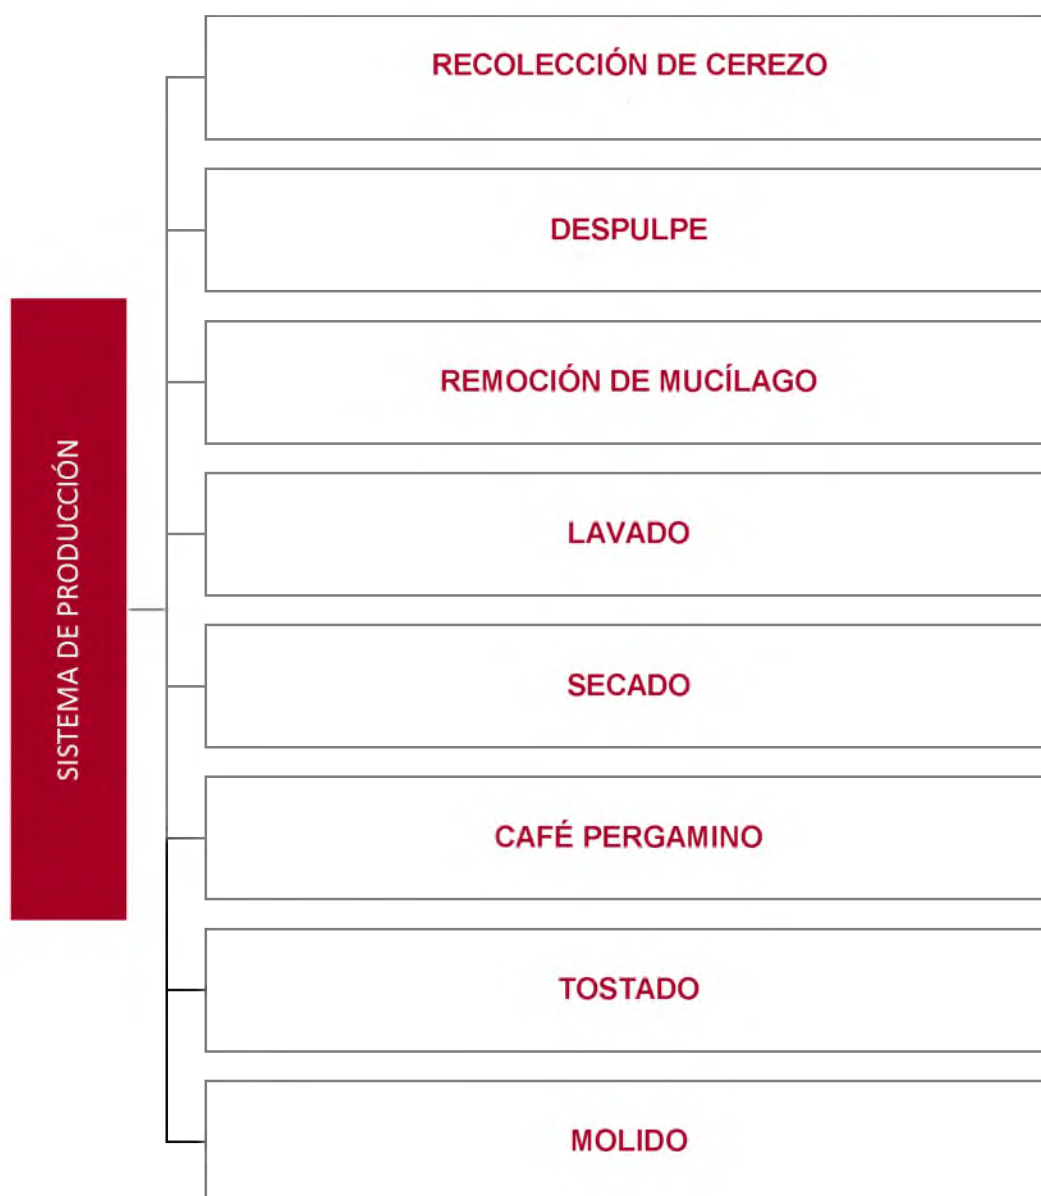 SISTEMA DE PRODUCCIÓN
RECOLECCIÓN DE CEREZO
DESPULPE
REMOCIÓN DE MUCÍLAGO
LAVADO
SECADO
CAFÉ PERGAMINO
TOSTADO
MOLIDO